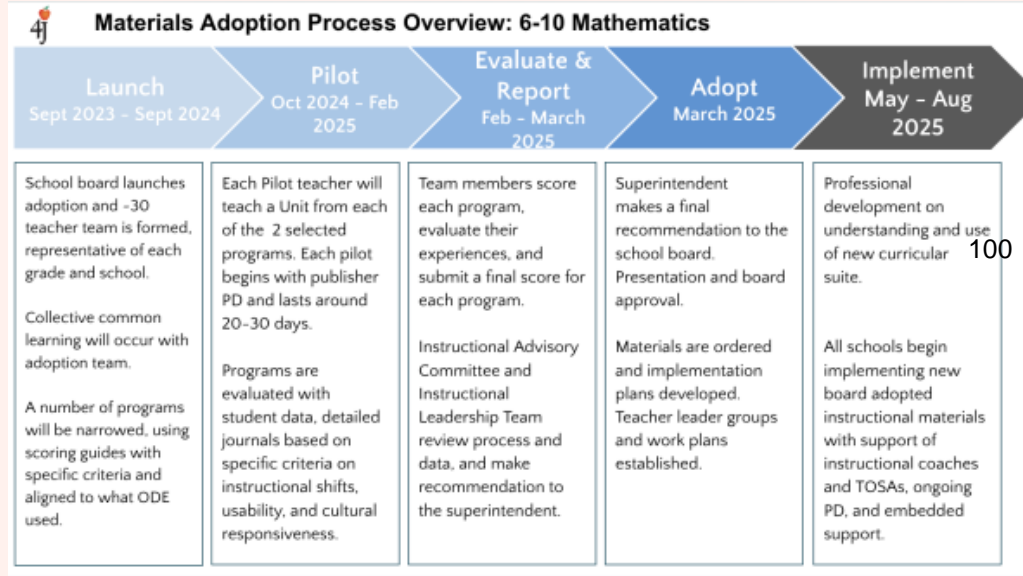 4J
Materials Adoption Process Overview: 6-10 Mathematics
Launch
Sept 2023 - Sept 2024
Pilot
Oct 2024 - Feb
2025
Evaluate &
Report
Feb - March
2025
Adopt
March 2025
Implement
May - Aug
2025
School board launches
adoption and ~30
teacher team is formed,
representative of each
grade and school.
Collective common
learning will occur with
adoption team.
A number of programs
will be narrowed, using
scoring guides with
specific criteria and
aligned to what ODE
used.
Each Pilot teacher will
teach a Unit from each
of the 2 selected
programs. Each pilot
begins with publisher
PD and lasts around
20-30 days.
Programs are
evaluated with
student data, detailed
journals based on
specific criteria on
instructional shifts,
usability, and cultural
responsiveness.
Team members score
each program,
evaluate their
experiences, and
submit a final score for
each program.
Instructional Advisory
Committee and
Instructional
Leadership Team
review process and
data, and make
recommendation to
the superintendent.
Superintendent
makes a final
recommendation to the
school board.
Presentation and board
approval.
Materials are ordered
and implementation
plans developed.
Teacher leader groups
and work plans
established.
Professional
development on
understanding and use
of new curricular
suite.
All schools begin
implementing new
board adopted
instructional materials
with support of
instructional coaches
and TOSAs, ongoing
PD, and embedded
support.
100